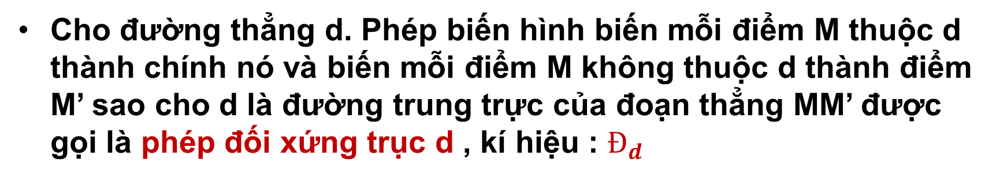 • Cho đường thẳng d. Phép biến hình biến mỗi điểm M thuộc d
thành chính nó và biến mỗi điểm M không thuộc d thành điểm
M’ sao cho d là đường trung trực của đoạn thẳng MM’ được
gọi là phép đối xứng trục d , kí hiệu : Đ𝒅